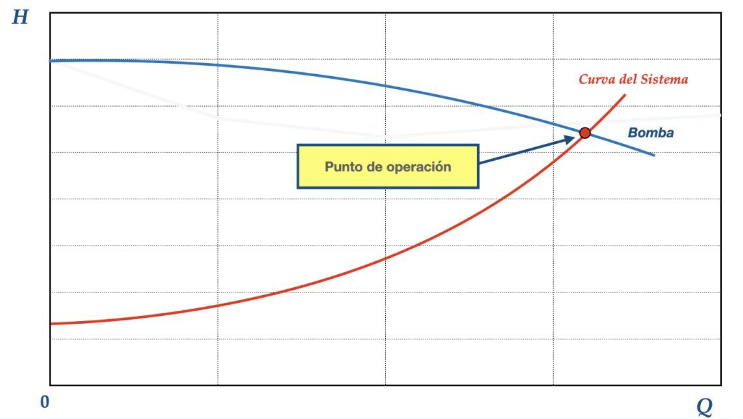 H
Curva del Sistema
Bomba
Punto de operación
0
Q